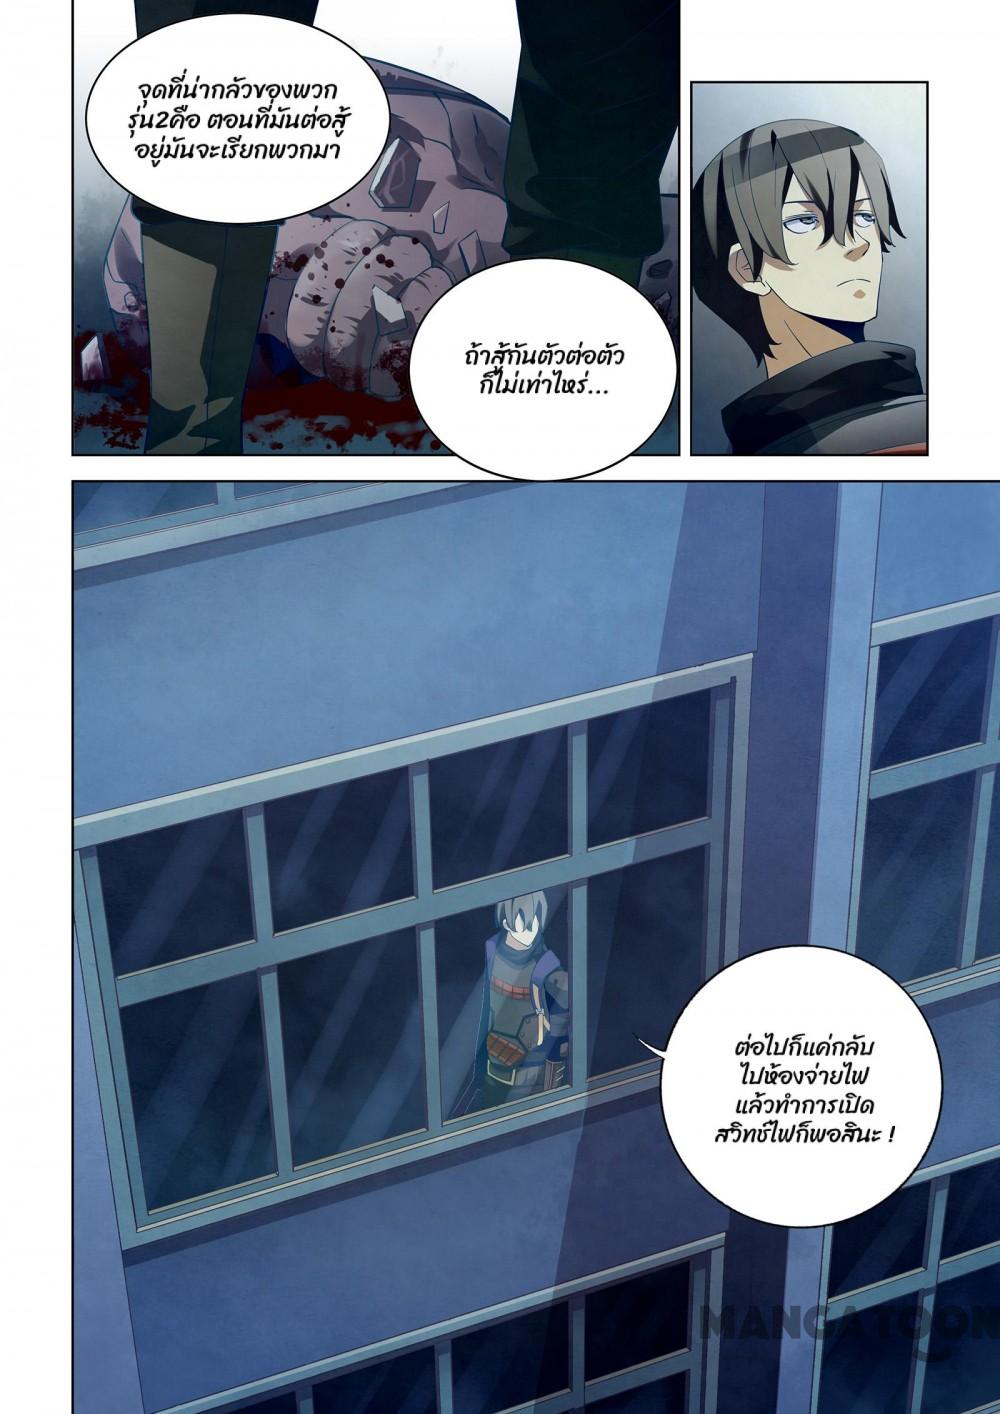 จุดที่น่ากลัวของพวก
รุ่น2คือ ตอนที่มันต่อสู้
อยู่มันจะเรียกพวกมา
ถ้าสู้กันตัวต่อตัว
ก็ไม่เท่าไหร่...
ต่อไปก็แค่กลับ
ไปห้องจ่ายไฟ
แล้วทำการเปิด
สวิทช์ไฟก็พอสินะ !
MANGATOON